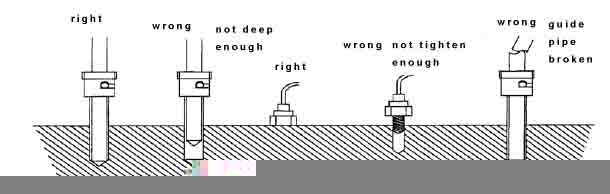 right
wrong
not deep
enough
right
wrong not tighten
enough
wrong
guide
pipe
broken